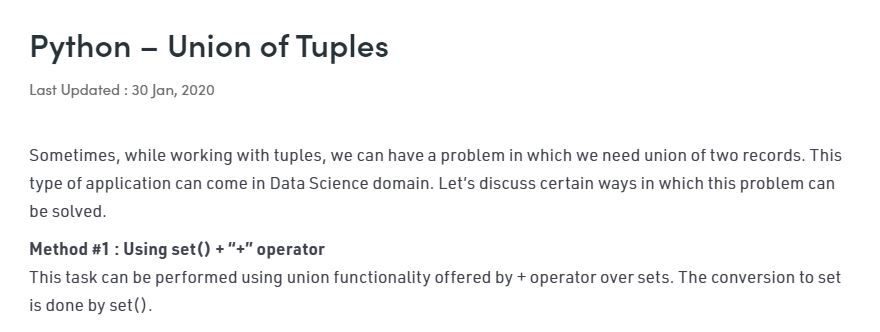 Python – Union of Tuples
Last Updated : 30 Jan, 2020
Sometimes, while working with tuples, we can have a problem in which we need union of two records. This
type of application can come in Data Science domain. Let’s discuss certain ways in which this problem can
be solved.
Method #1 : Using set() + “+” operator
This task can be performed using union functionality offered by + operator over sets. The conversion to set
is done by set().